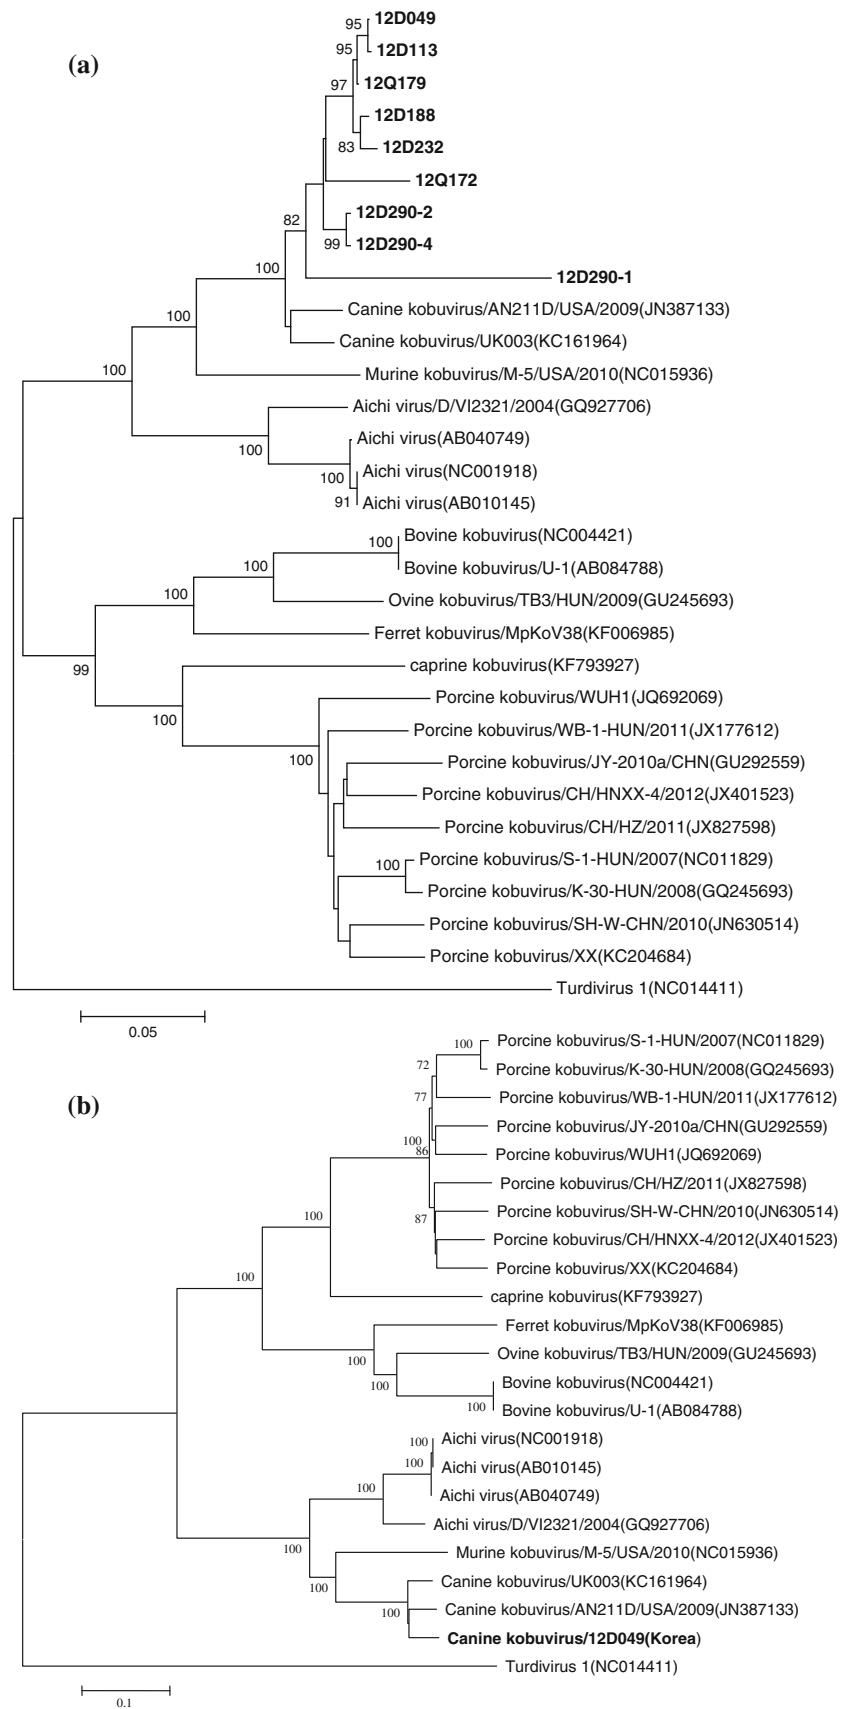 (a)
95
12D049
95
12D113
97
12Q179
12D188
83
12D232
12Q172
82
12D290-2
99
12D290-4
100
12D290-1
Canine kobuvirus/AN211D/USA/2009(JN387133)
100
Canine kobuvirus/UK003(KC161964)
100
Murine kobuvirus/M-5/USA/2010(NC015936)
Aichi virus/D/VI2321/2004(GQ927706)
100
Aichi virus(AB040749)
100
Aichi virus(NC001918)
91
Aichi virus(AB010145)
100
Bovine kobuvirus(NC004421)
100
Bovine kobuvirus/U-1(AB084788)
100
Ovine kobuvirus/TB3/HUN/2009(GU245693)
Ferret kobuvirus/MpKoV38(KF006985)
99
caprine kobuvirus(KF793927)
100
Porcine kobuvirus/WUH1(JQ692069)
Porcine kobuvirus/WB-1-HUN/2011(JX177612)
100
Porcine kobuvirus/JY-2010a/CHN(GU292559)
Porcine kobuvirus/CH/HNXX-4/2012(JX401523)
Porcine kobuvirus/CH/HZ/2011(JX827598)
100
Porcine kobuvirus/S-1-HUN/2007(NC011829)
Porcine kobuvirus/K-30-HUN/2008(GQ245693)
Porcine kobuvirus/SH-W-CHN/2010(JN630514)
Porcine kobuvirus/XX(KC204684)
Turdivirus 1(NC014411)
0.05
(b)
100
Porcine kobuvirus/S-1-HUN/2007(NC011829)
72
Porcine kobuvirus/K-30-HUN/2008(GQ245693)
77
Porcine kobuvirus/WB-1-HUN/2011(JX177612)
Porcine kobuvirus/JY-2010a/CHN(GU292559)
100
86
Porcine kobuvirus/WUH1(JQ692069)
Porcine kobuvirus/CH/HZ/2011(JX827598)
100
87
Porcine kobuvirus/SH-W-CHN/2010(JN630514)
Porcine kobuvirus/CH/HNXX-4/2012(JX401523)
Porcine kobuvirus/XX(KC204684)
100
caprine kobuvirus(KF793927)
Ferret kobuvirus/MpKoV38(KF006985)
100
Ovine kobuvirus/TB3/HUN/2009(GU245693)
100
Bovine kobuvirus(NC004421)
100
Bovine kobuvirus/U-1(AB084788)
100
Aichi virus(NC001918)
100
Aichi virus(AB010145)
100
Aichi virus(AB040749)
Aichi virus/D/VI2321/2004(GQ927706)
100
Murine kobuvirus/M-5/USA/2010(NC015936)
100
Canine kobuvirus/UK003(KC161964)
100
Canine kobuvirus/AN211D/USA/2009(JN387133)
Canine kobuvirus/12D049(Korea)
Turdivirus 1(NC014411)
0.1